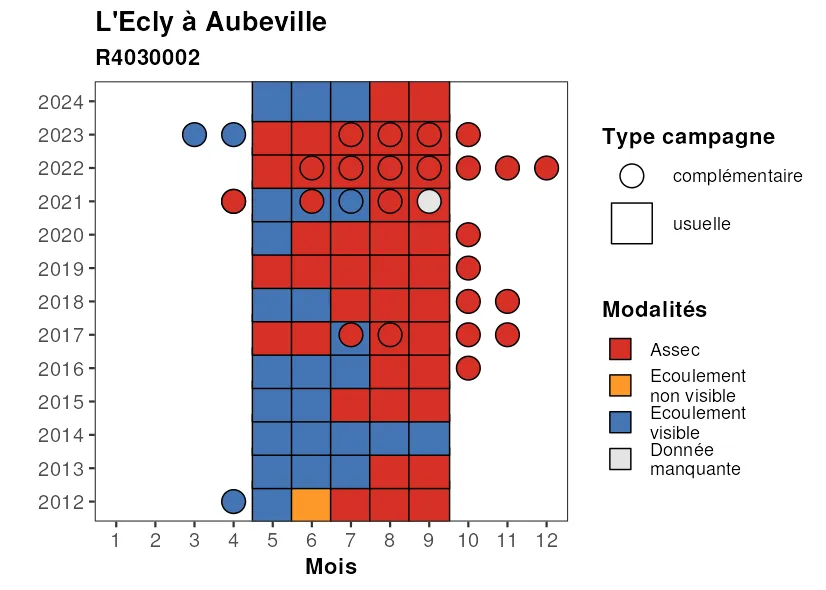 L'Ecly à Aubeville
R4030002
2024
2023
2022
2021
2020
2019
2018
2017
2016
2015
2014
2013
2012
1 2 3 4 5 6 7 8 9 10 11 12
Mois
Type campagne
complémentaire
usuelle
Modalités
Assec
Ecoulement
non visible
Ecoulement
visible
Donnée
manquante